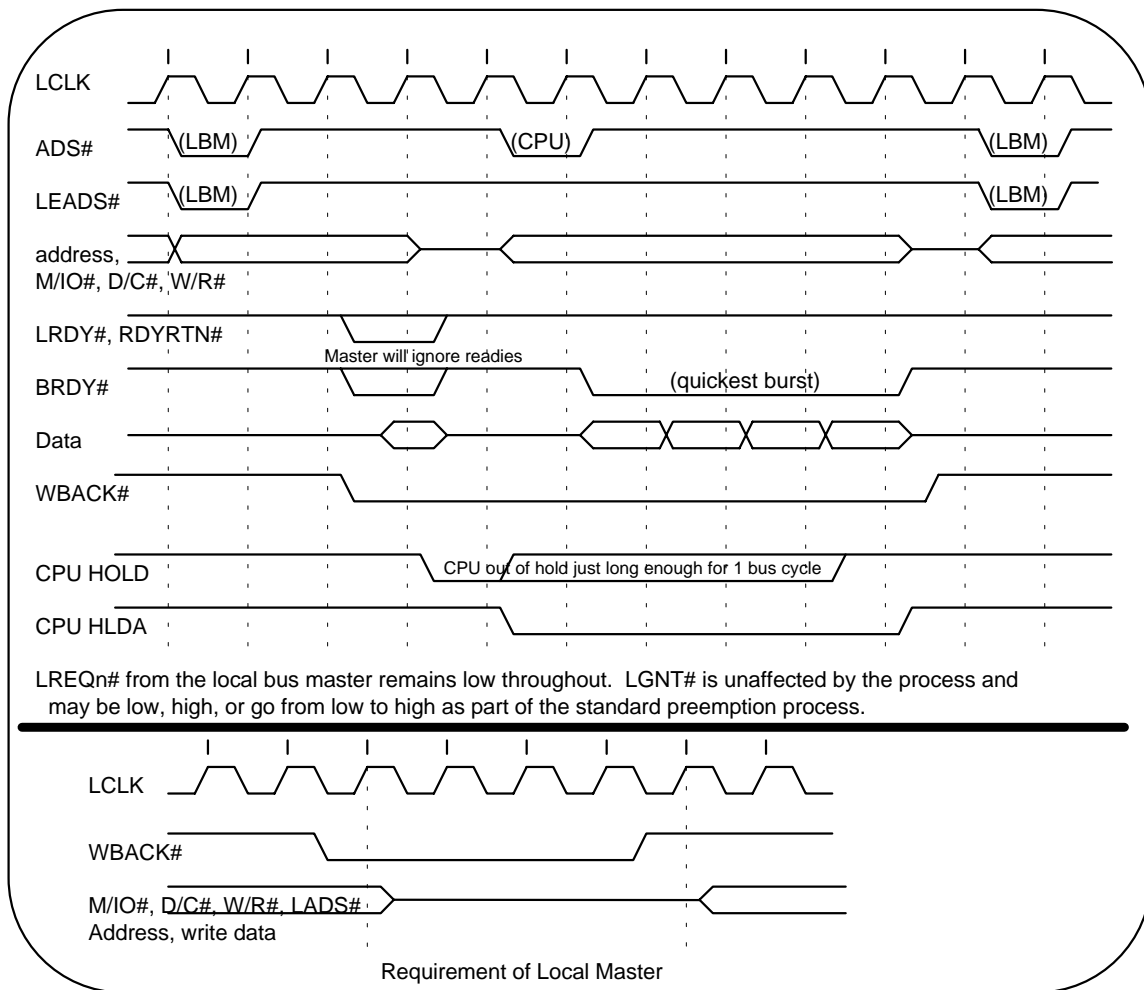 LCLK
ADS#
(LBM)
(CPU)
(LBM)
LEADS#
(LBM)
(LBM)
address,
M/IO#, D/C#, W/R#
LRDY#, RDYRTN#
Master will ignore readies
BRDY#
(quickest burst)
Data
WBACK#
CPU HOLD
CPU out of hold just long enough for 1 bus cycle
CPU HLDA
LREQn# from the local bus master remains low throughout. LGNT# is unaffected by the process and
may be low, high, or go from low to high as part of the standard preemption process.
LCLK
WBACK#
M/IO#, D/C#, W/R#, LADS#
Address, write data
Requirement of Local Master